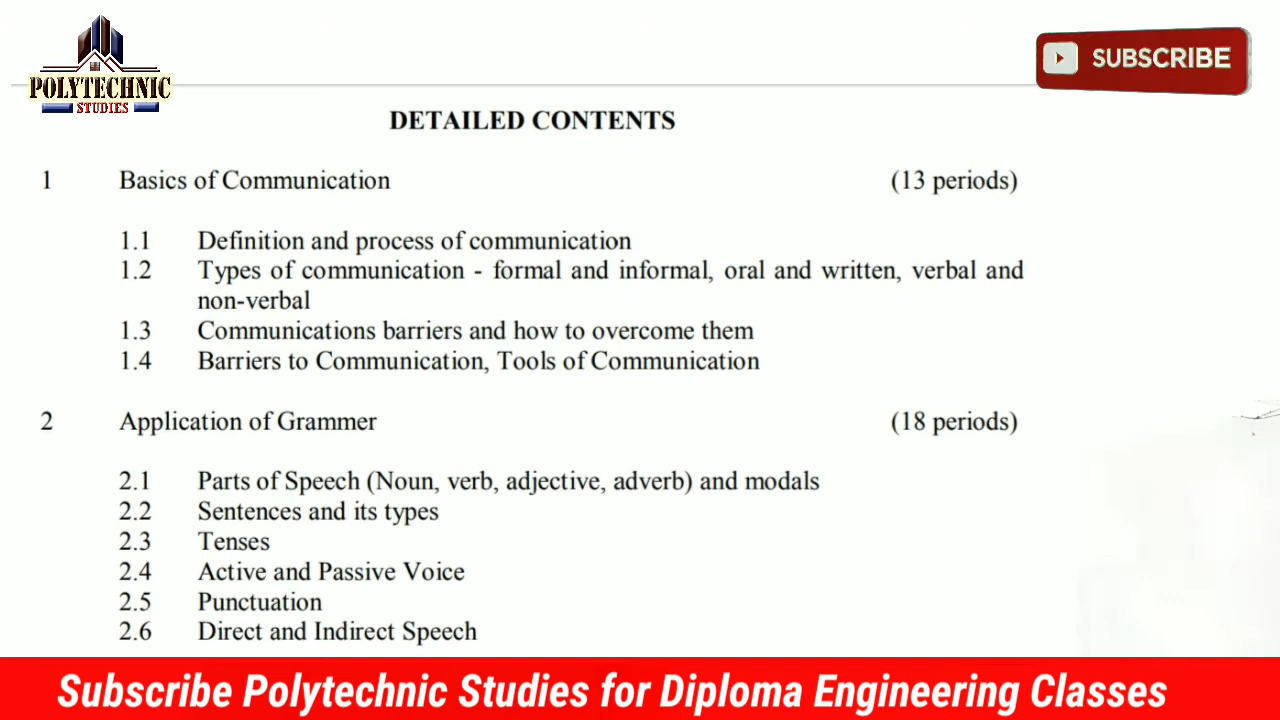 POLYTECHNIC
STUDIES
SUBSCRIBE
DETAILED CONTENTS
1 Basics of Communication (13 periods)
1.1 Definition and process of communication
1.2 Types of communication - formal and informal, oral and written, verbal and
non-verbal
1.3 Communications barriers and how to overcome them
1.4 Barriers to Communication, Tools of Communication
2 Application of Grammer (18 periods)
2.1 Parts of Speech (Noun, verb, adjective, adverb) and modals
2.2 Sentences and its types
2.3 Tenses
2.4 Active and Passive Voice
2.5 Punctuation
2.6 Direct and Indirect Speech
Subscribe Polytechnic Studies for Diploma Engineering Classes